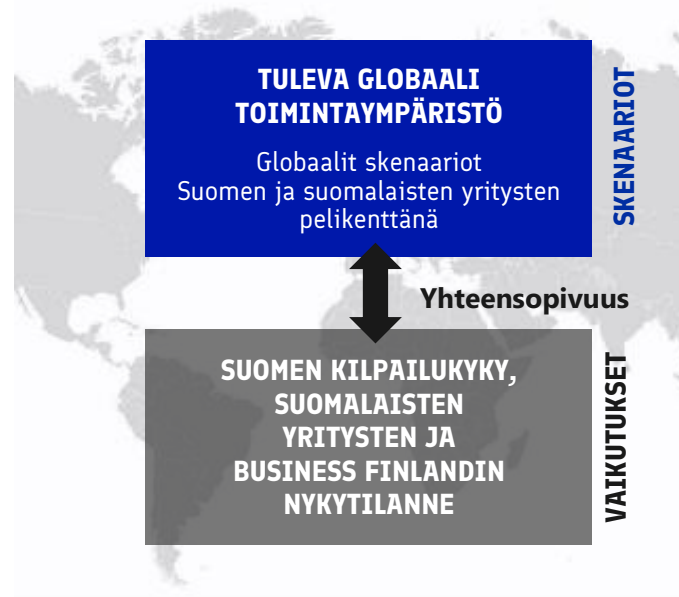 TULEVA GLOBAALI
TOIMINTAYMPÄRISTÖ
Globaalit skenaariot
Suomen ja suomalaisten yritysten
pelikenttänä
SKENAARIOT
Yhteensopivuus
SUOMEN KILPAILUKYKY,
SUOMALAISTEN
YRITYSTEN JA
BUSINESS FINLANDIN
NYKYTILANNE
VAIKUTUKSET